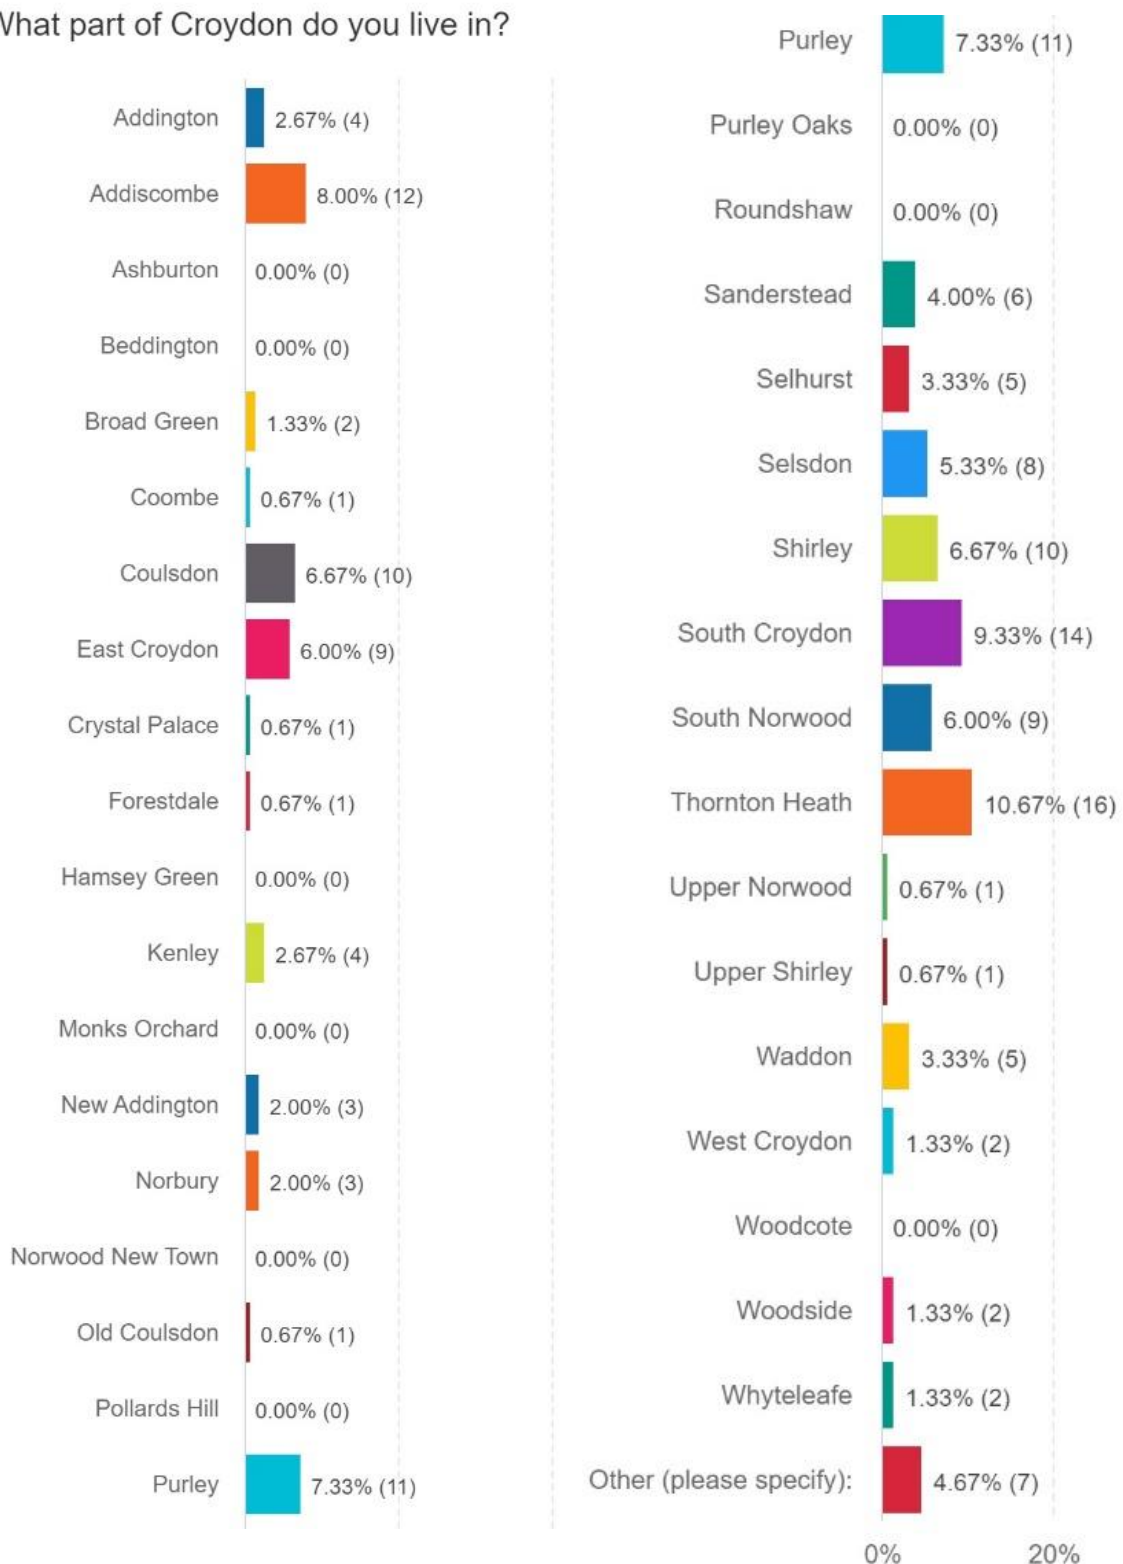 What part of Croydon do you live in?
Addington 2.67% (4)
Addiscombe 8.00% (12)
Ashburton 0.00% (0)
Beddington 0.00% (0)
Broad Green 1.33% (2)
Coombe 0.67% (1)
Coulsdon 6.67% (10)
East Croydon 6.00% (9)
Crystal Palace 0.67% (1)
Forestdale 0.67% (1)
Hamsey Green 0.00% (0)
Kenley 2.67% (4)
Monks Orchard 0.00% (0)
New Addington 2.00% (3)
Norbury 2.00% (3)
Norwood New Town 0.00% (0)
Old Coulsdon 0.67% (1)
Pollards Hill 0.00% (0)
Purley 7.33% (11)
Purley 7.33% (11)
Purley Oaks 0.00% (0)
Roundshaw 0.00% (0)
Sanderstead 4.00% (6)
Selhurst 3.33% (5)
Selsdon 5.33% (8)
Shirley 6.67% (10)
South Croydon 9.33% (14)
South Norwood 6.00% (9)
Thornton Heath 10.67% (16)
Upper Norwood 0.67% (1)
Upper Shirley 0.67% (1)
Waddon 3.33% (5)
West Croydon 1.33% (2)
Woodcote 0.00% (0)
Woodside 1.33% (2)
Whyteleafe 1.33% (2)
Other (please specify): 4.67% (7)
0% 20%